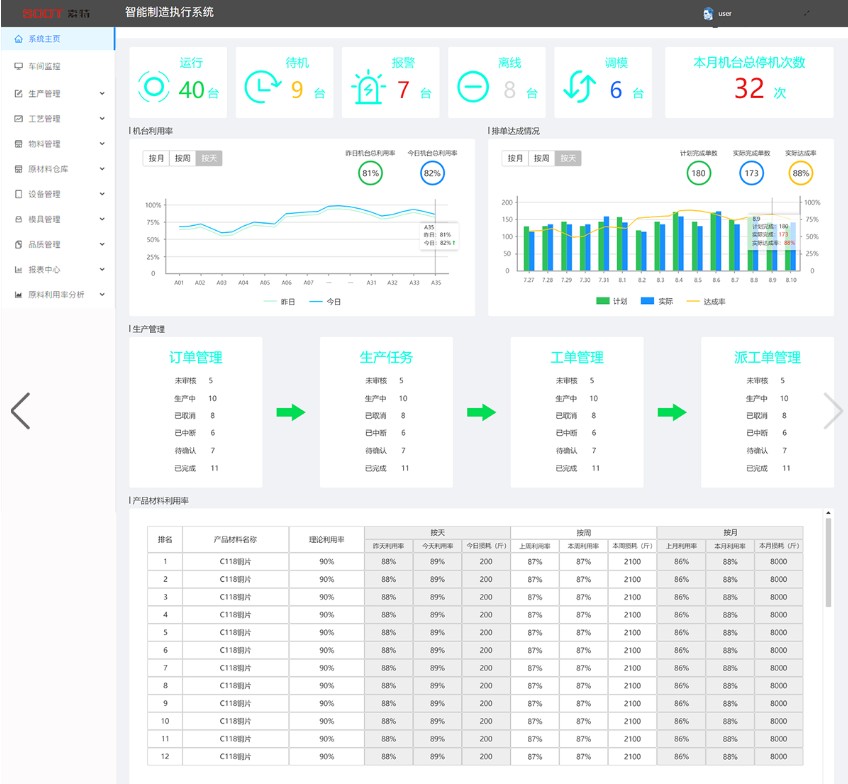 SODT 索特
智能制造执行系统
user
系统主页
车间监控
生产管理
工艺管理
物料管理
原材料仓库
设备管理
模具管理
品质管理
报表中心
原料利用率分析
运行
40 台
待机
9 台
报警
7 台
离线
8 台
调模
6 台
本月机台总停机次数
32 次
机台利用率
按月 按周 按天
昨日机台总利用率 今日机台总利用率
81% 82%
100%
75%
50%
25%
0
A01 A02 A03 A04 A05 A06 A07 ... ... A31 A32 A33 A35
A35
昨日: 81%
今日: 82%↑
昨日 今日
排单达成情况
按月 按周 按天
计划完成单数 实际完成单数 实际达成率
180 173 88%
200 100%
150 75%
100 50%
50 25%
0 0
7.27 7.28 7.29 7.30 7.31 8.1 8.2 8.3 8.4 8.5 8.6 8.7 8.8 8.9 8.10
8.9
计划完成: 180
实际完成: 173
实际达成率: 88%
计划 实际 达成率
生产管理
订单管理
未审核 5
生产中 10
已取消 8
已中断 6
待确认 7
已完成 11
生产任务
未审核 5
生产中 10
已取消 8
已中断 6
待确认 7
已完成 11
工单管理
未审核 5
生产中 10
已取消 8
已中断 6
待确认 7
已完成 11
派工单管理
未审核 5
生产中 10
已取消 8
已中断 6
待确认 7
已完成 11
产品材料利用率
排名 产品材料名称 理论利用率 按天 按周 按月
昨天利用率 今天利用率 今日损耗（斤） 上周利用率 本周利用率 本周损耗（斤） 上月利用率 本月利用率 本月损耗（斤）
1 C118铜片 90% 88% 89% 200 87% 87% 2100 86% 88% 8000
2 C118铜片 90% 88% 89% 200 87% 87% 2100 86% 88% 8000
3 C118铜片 90% 88% 89% 200 87% 87% 2100 86% 88% 8000
4 C118铜片 90% 88% 89% 200 87% 87% 2100 86% 88% 8000
5 C118铜片 90% 88% 89% 200 87% 87% 2100 86% 88% 8000
6 C118铜片 90% 88% 89% 200 87% 87% 2100 86% 88% 8000
7 C118铜片 90% 88% 89% 200 87% 87% 2100 86% 88% 8000
8 C118铜片 90% 88% 89% 200 87% 87% 2100 86% 88% 8000
9 C118铜片 90% 88% 89% 200 87% 87% 2100 86% 88% 8000
10 C118铜片 90% 88% 89% 200 87% 87% 2100 86% 88% 8000
11 C118铜片 90% 88% 89% 200 87% 87% 2100 86% 88% 8000
12 C118铜片 90% 88% 89% 200 87% 87% 2100 86% 88% 8000